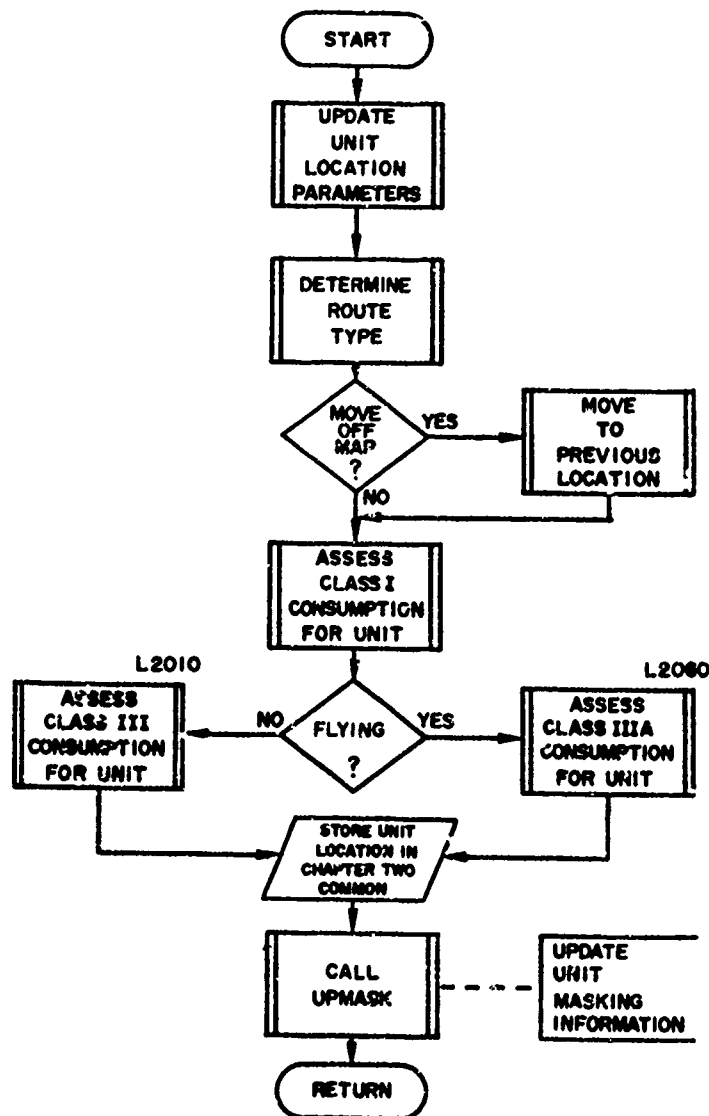 START
UPDATE
UNIT
LOCATION
PARAMETERS
DETERMINE
ROUTE
TYPE
MOVE
OFF
MAP
?
YES
MOVE
TO
PREVIOUS
LOCATION
NO
ASSESS
CLASS I
CONSUMPTION
FOR UNIT
L2010
ASSESS
CLASS III
CONSUMPTION
FOR UNIT
NO
FLYING
?
YES
L2060
ASSESS
CLASS IIIA
CONSUMPTION
FOR UNIT
STORE UNIT
LOCATION IN
CHAPTER TWO
COMMON
CALL
UPMASK
UPDATE
UNIT
MASKING
INFORMATION
RETURN